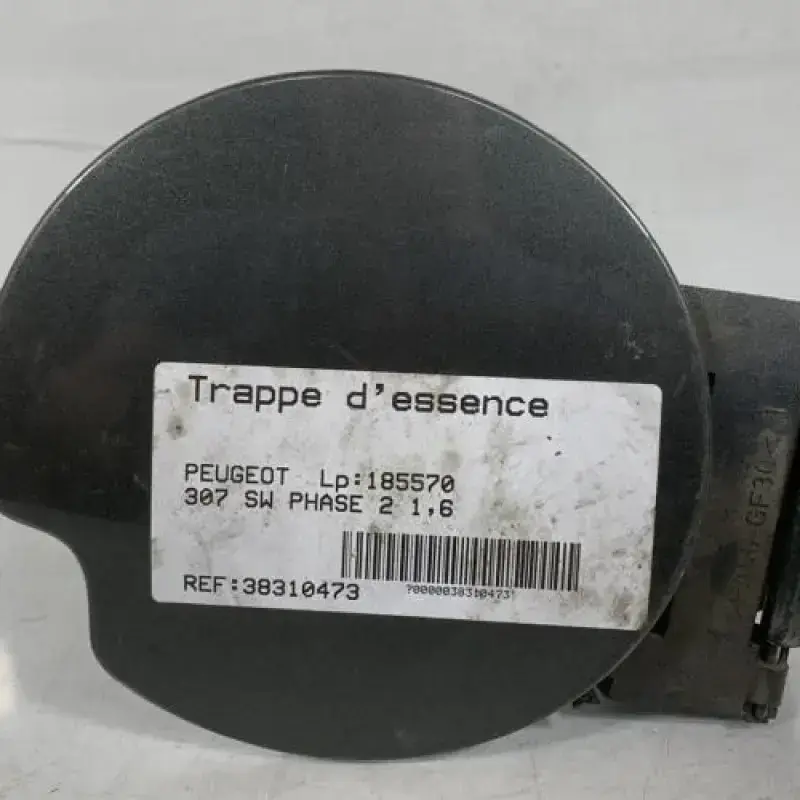 Trappe d'essence
PEUGEOT Lp:185570
307 SW PHASE 2 1,6
REF:38310473